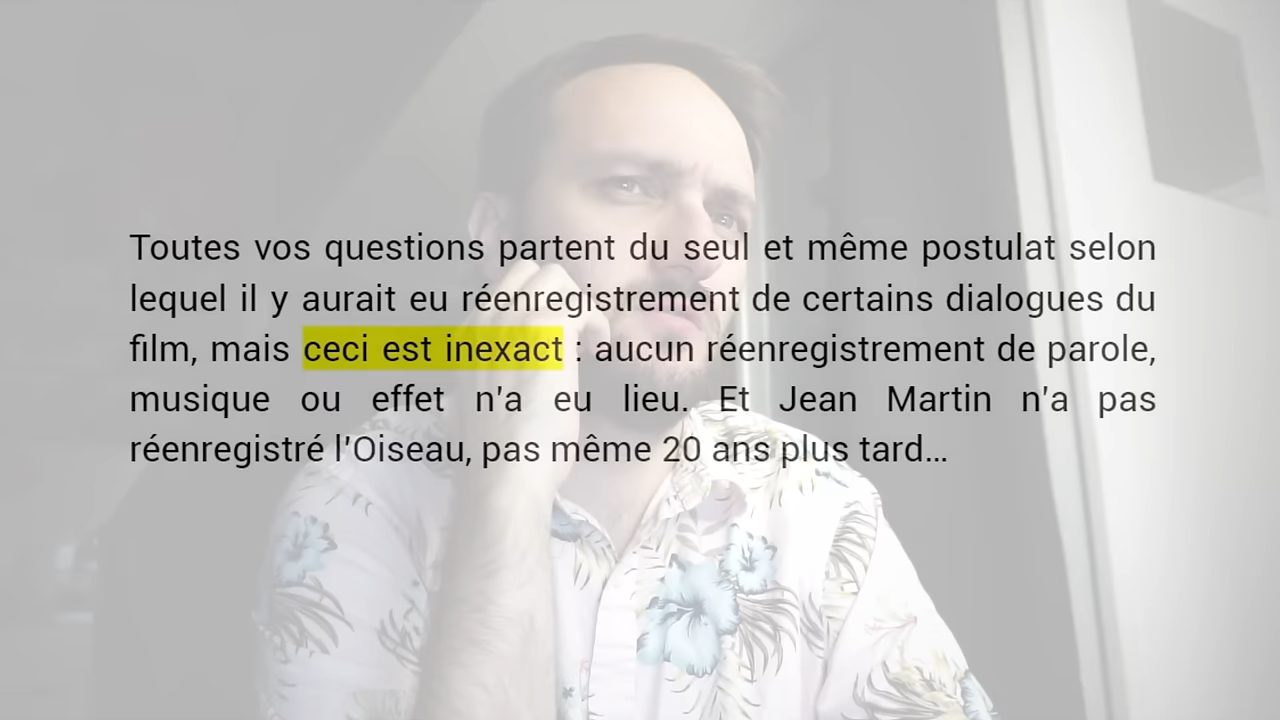 Toutes vos questions partent du seul et même postulat selon
lequel il y aurait eu réenregistrement de certains dialogues du
film, mais ceci est inexact : aucun réenregistrement de parole,
musique ou effet n'a eu lieu. Et Jean Martin n'a pas
réenregistré l'Oiseau, pas même 20 ans plus tard…